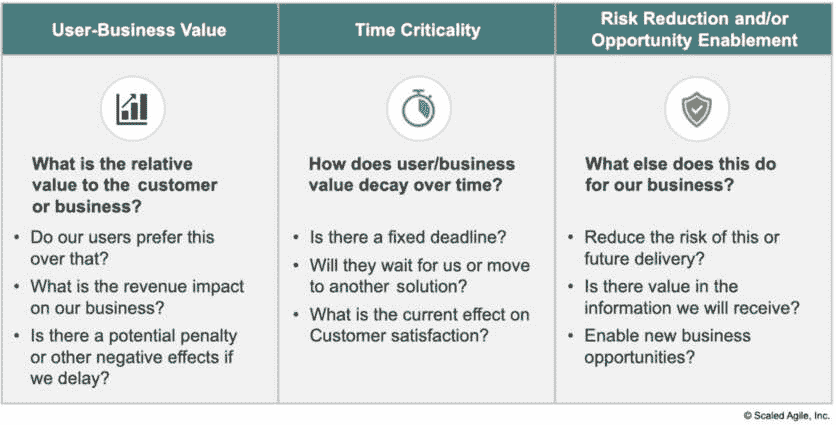 User-Business Value
Time Criticality
Risk Reduction and/or
Opportunity Enablement
What is the relative
value to the customer
or business?
• Do our users prefer this
over that?
• What is the revenue impact
on our business?
• Is there a potential penalty
or other negative effects if
we delay?
How does user/business
value decay over time?
• Is there a fixed deadline?
• Will they wait for us or move
to another solution?
• What is the current effect on
Customer satisfaction?
What else does this do
for our business?
• Reduce the risk of this or
future delivery?
• Is there value in the
information we will receive?
• Enable new business
opportunities?
© Scaled Agile, Inc.